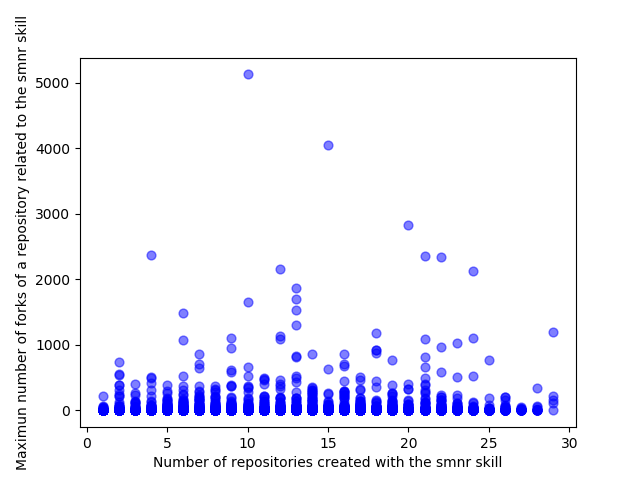 Maximun number of forks of a repository related to the smnr skill
5000
4000
3000
2000
1000
0
0 5 10 15 20 25 30
Number of repositories created with the smnr skill